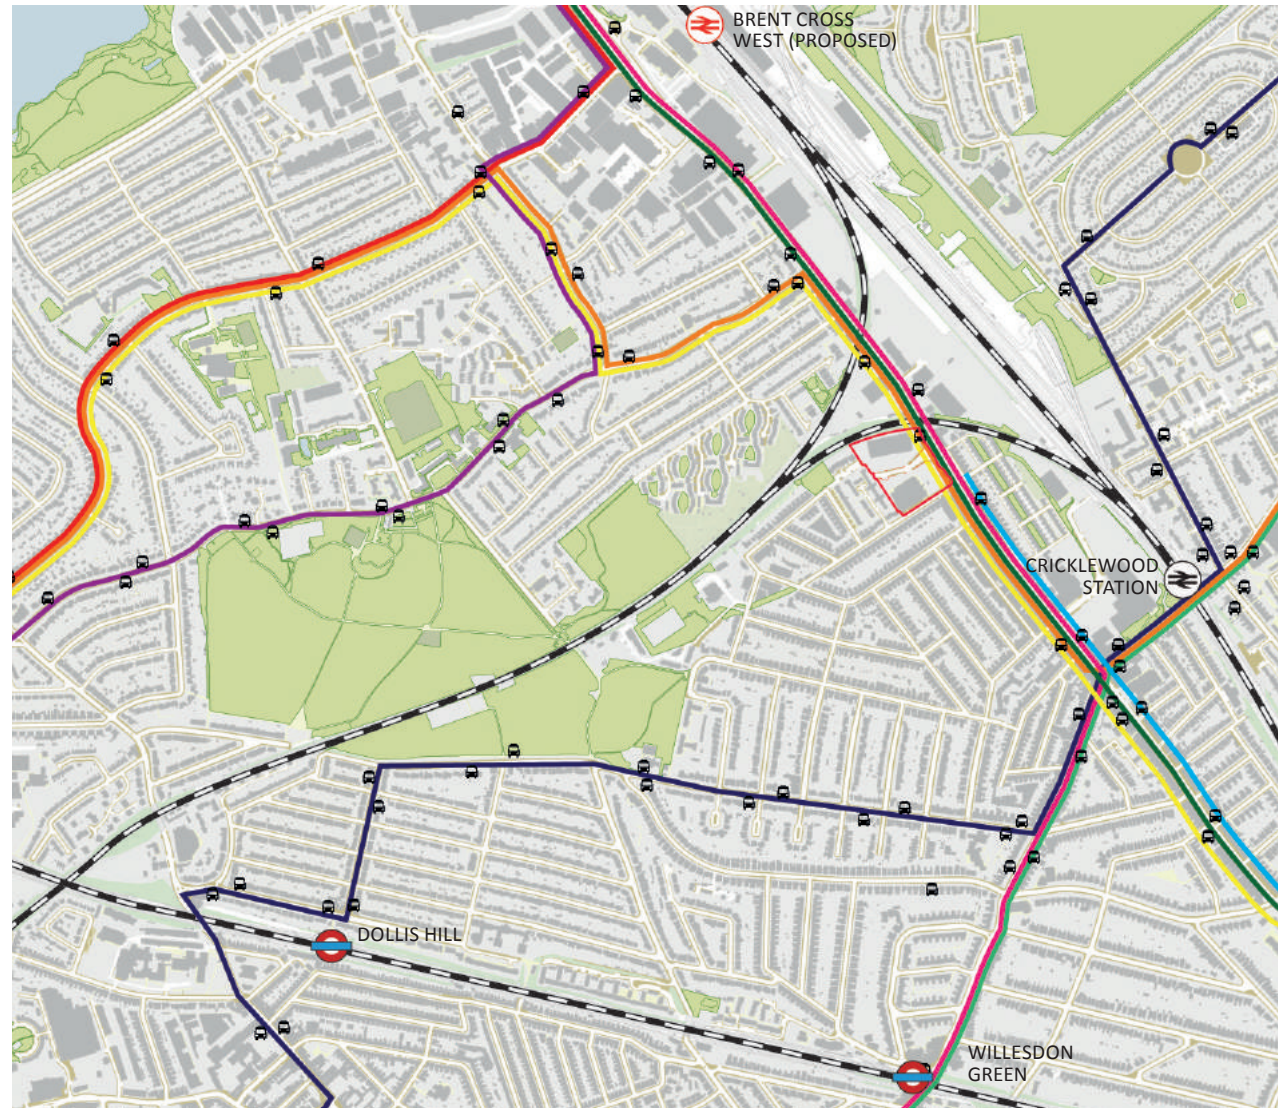 BRENT CROSS
WEST (PROPOSED)
CRICKLEWOOD
STATION
DOLLIS HILL
WILLESDON
GREEN